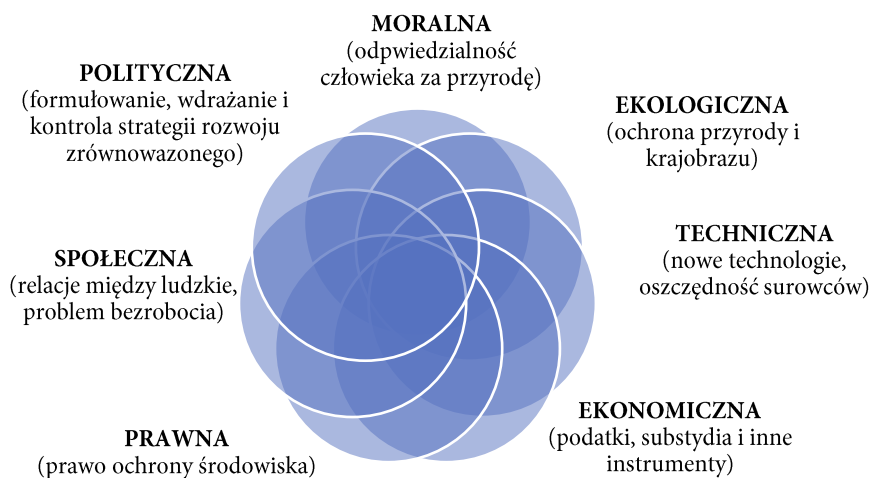 MORALNA
(odpwiedzialność
człowieka za przyrodę)
POLITYCZNA
(formułowanie, wdrażanie i
kontrola strategii rozwoju
zrównowazonego)
EKOLOGICZNA
(ochrona przyrody i
krajobrazu)
SPOŁECZNA
(relacje między ludzkie,
problem bezrobocia)
TECHNICZNA
(nowe technologie,
oszczędność surowców)
PRAWNA
(prawo ochrony środowiska)
EKONOMICZNA
(podatki, substydia i inne
instrumenty)